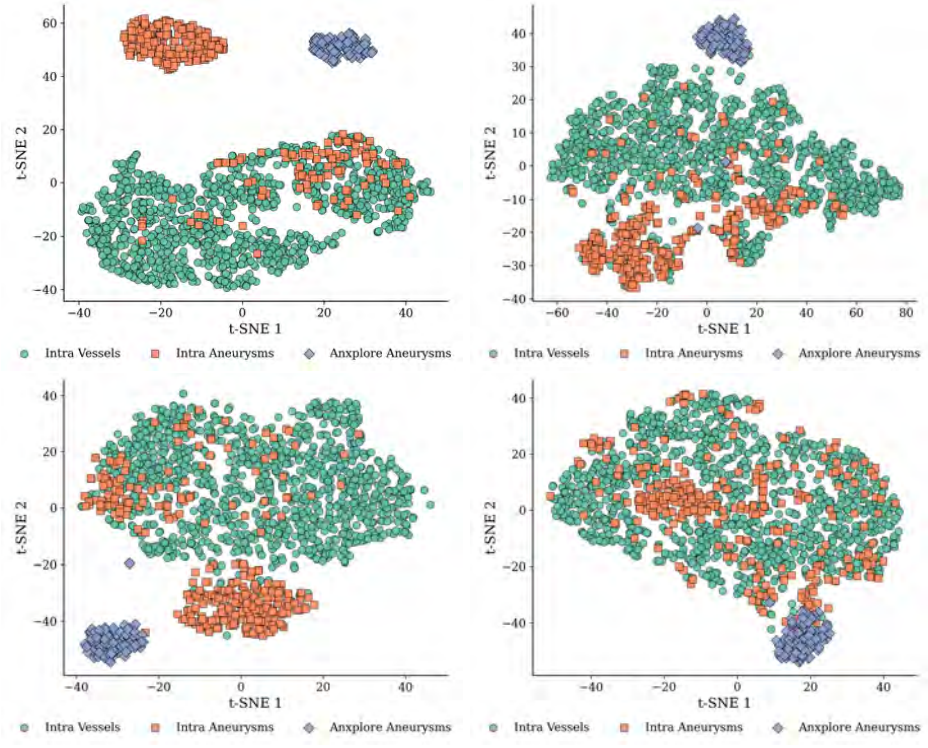 60
40
20
0
−20
−40
t-SNE 2
−40 −20 0 20 40
t-SNE 1
Intra Vessels Intra Aneurysms Anxplore Aneurysms
40
30
20
10
0
−10
−20
−30
−40
t-SNE 2
−60 −40 −20 0 20 40 60 80
t-SNE 1
Intra Vessels Intra Aneurysms Anxplore Aneurysms
40
20
0
−20
−40
t-SNE 2
−40 −20 0 20 40
t-SNE 1
Intra Vessels Intra Aneurysms Anxplore Aneurysms
40
20
0
−20
−40
t-SNE 2
−40 −20 0 20 40
t-SNE 1
Intra Vessels Intra Aneurysms Anxplore Aneurysms